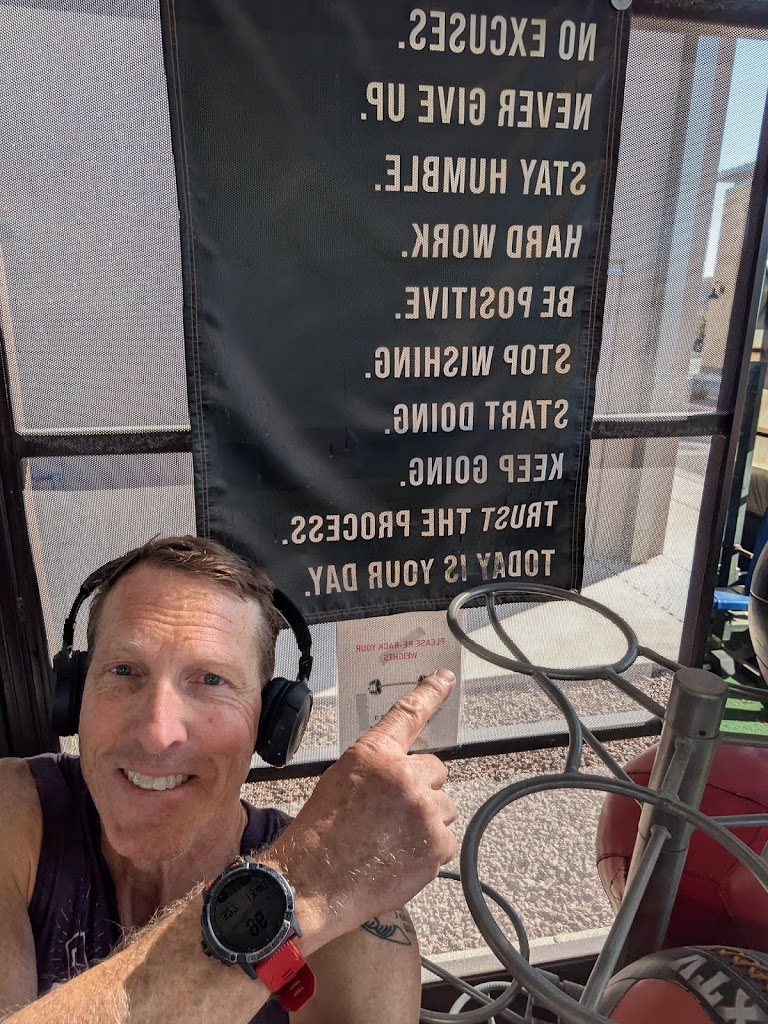 NO EXCUSES.
NEVER GIVE UP.
STAY HUMBLE.
HARD WORK.
BE POSITIVE.
STOP WISHING.
START DOING.
KEEP GOING.
TRUST THE PROCESS.
TODAY IS YOUR DAY.
PLEASE RE-RACK YOUR
WEIGHTS
XTV